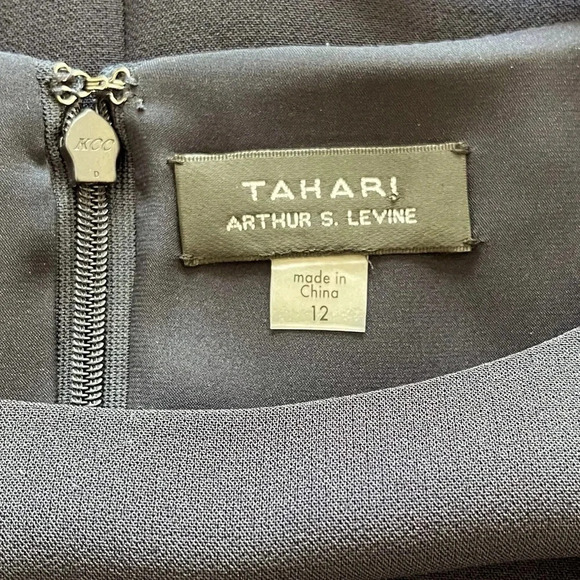 KCC
TAHARI
ARTHUR S. LEVINE
made in
China
12